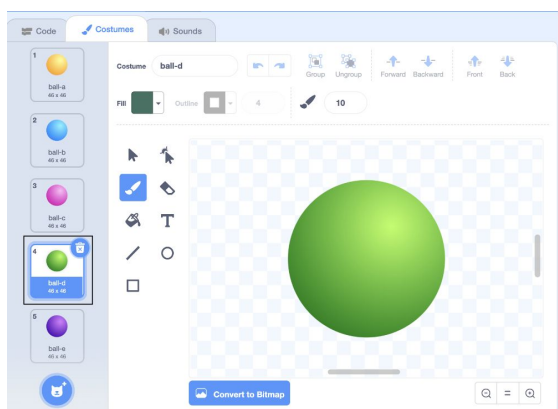 Code
Costumes
Sounds
1
ball-a
46 x 46
2
ball-b
46 x 46
3
ball-c
46 x 46
4
ball-d
46 x 46
5
ball-e
46 x 46
Costume
ball-d
Group
Ungroup
Forward
Backward
Front
Back
Fill
Outline
4
10
T
Convert to Bitmap
=